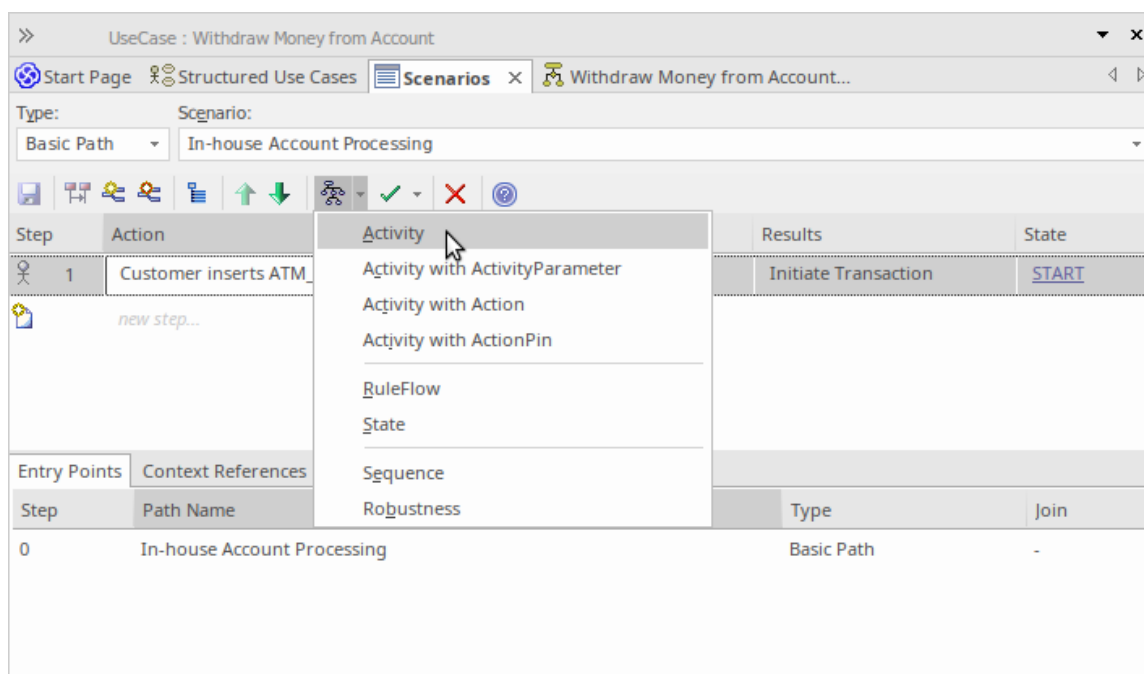 UseCase : Withdraw Money from Account
Start Page Structured Use Cases Scenarios Withdraw Money from Account...
Type: Scenario:
Basic Path In-house Account Processing
Step Action Results State
1 Customer inserts ATM_ Initiate Transaction START
new step...
Activity
Activity with ActivityParameter
Activity with Action
Activity with ActionPin
RuleFlow
State
Sequence
Robustness
Entry Points Context References
Step Path Name Type Join
0 In-house Account Processing Basic Path -